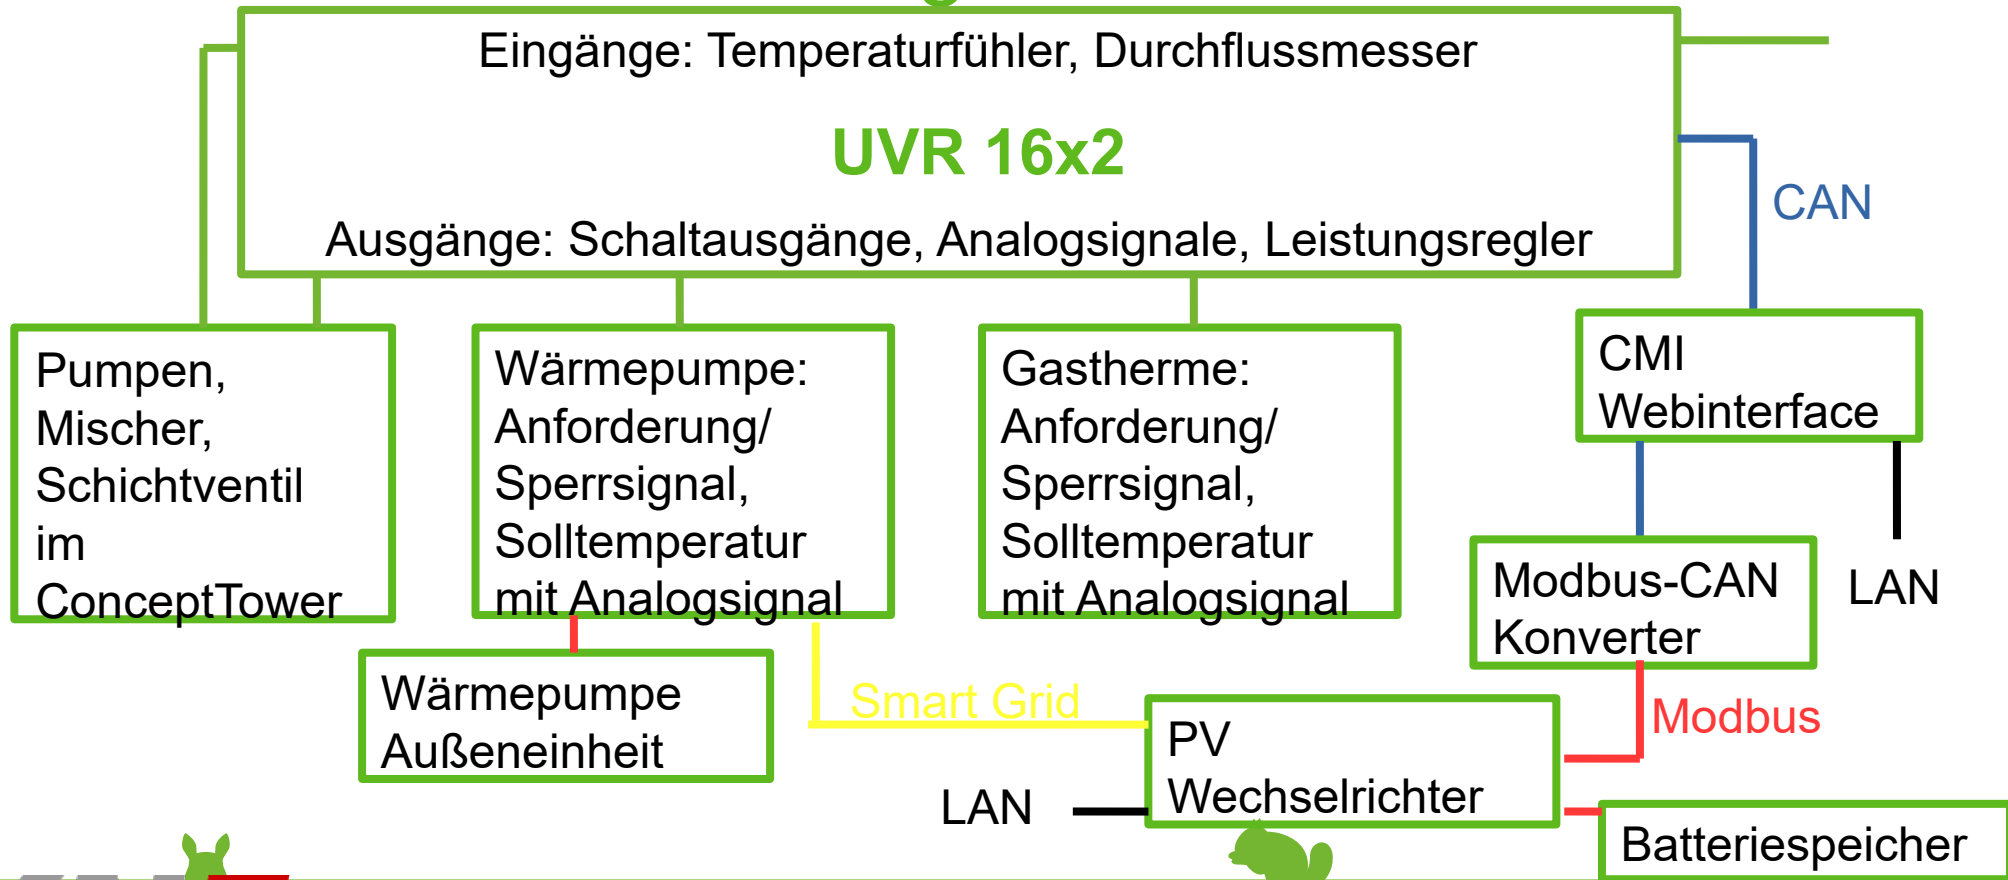 Eingänge: Temperaturfühler, Durchflussmesser
UVR 16x2
Ausgänge: Schaltausgänge, Analogsignale, Leistungsregler
CAN
Pumpen,
Mischer,
Schichtventil
im
ConceptTower
Wärmepumpe:
Anforderung/
Sperrsignal,
Solltemperatur
mit Analogsignal
Gastherme:
Anforderung/
Sperrsignal,
Solltemperatur
mit Analogsignal
CMI
Webinterface
Modbus-CAN
Konverter
LAN
Wärmepumpe
Außeneinheit
Smart Grid
PV
Wechselrichter
Modbus
LAN
Batteriespeicher